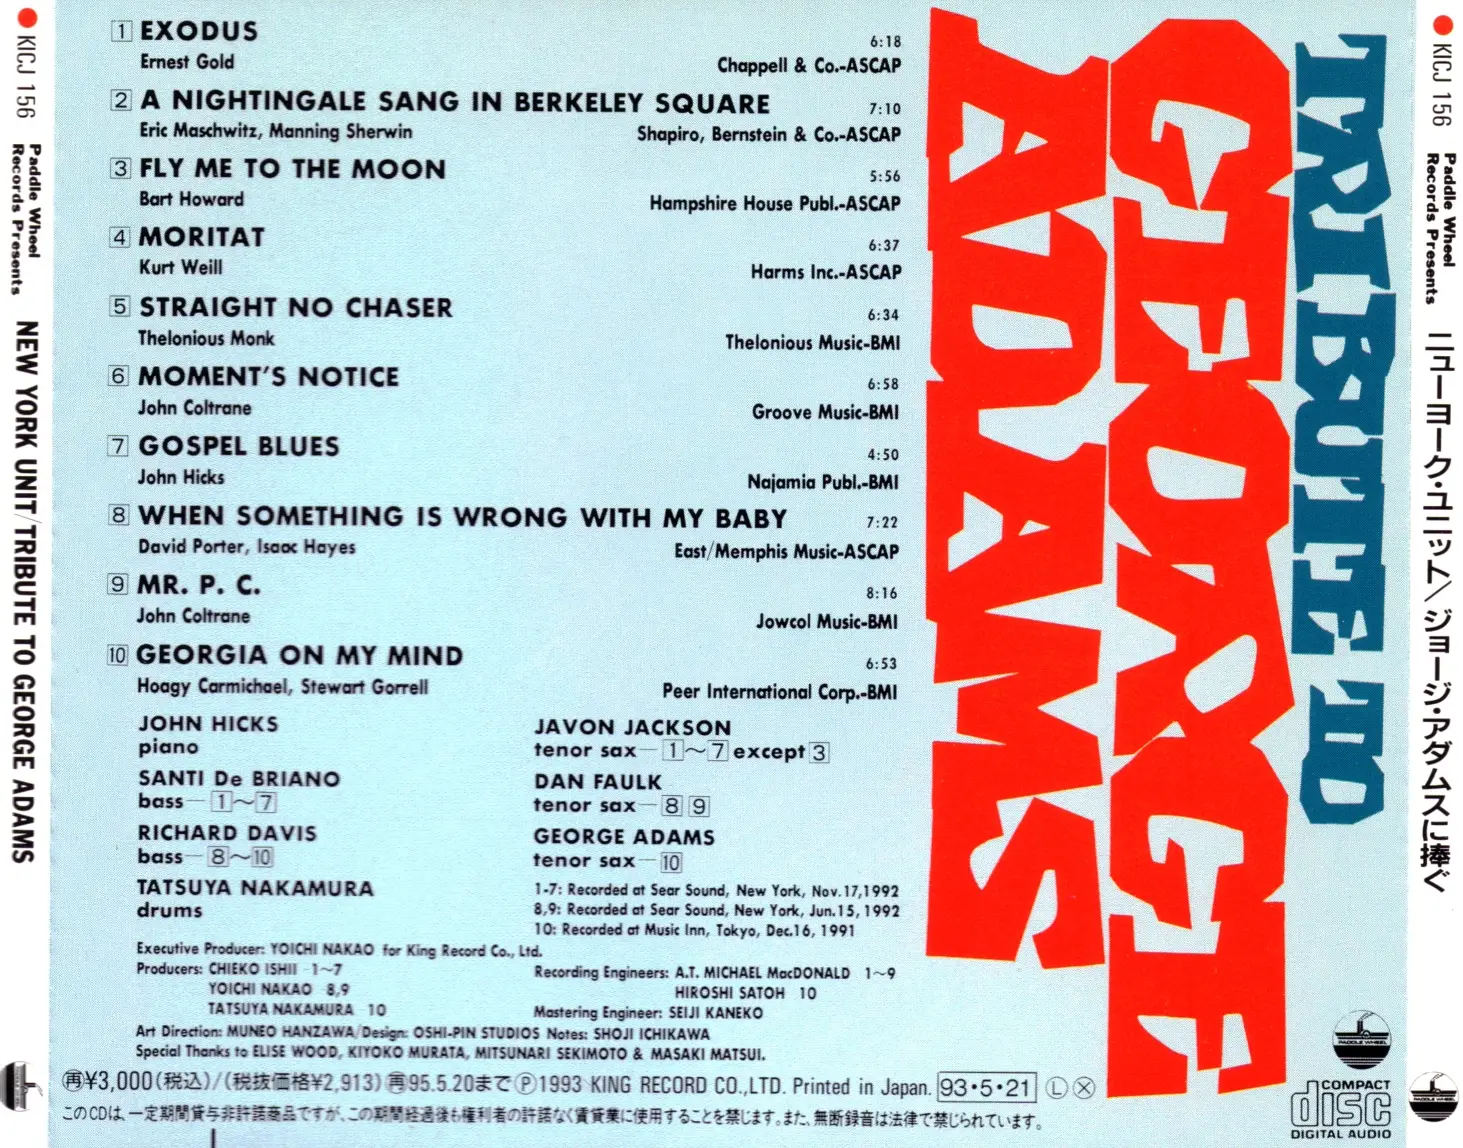 KICJ 156
Paddle Wheel
Records Presents
NEW YORK UNIT/TRIBUTE TO GEORGE ADAMS
1 EXODUS
6:18
Ernest Gold
Chappell & Co.-ASCAP
2 A NIGHTINGALE SANG IN BERKELEY SQUARE
7:10
Eric Maschwitz, Manning Sherwin
Shapiro, Bernstein & Co-ASCAP
3 FLY ME TO THE MOON
5:56
Bart Howard
Hampshire House Publ.-ASCAP
4 MORITAT
6:37
Kurt Weill
Harms Inc.-ASCAP
5 STRAIGHT NO CHASER
6:34
Thelonious Monk
Thelonious Music-BMI
6 MOMENT'S NOTICE
6:58
John Coltrane
Groove Music-BMI
7 GOSPEL BLUES
4:50
John Hicks
Najamia Publ.-BMI
8 WHEN SOMETHING IS WRONG WITH MY BABY
7:22
David Porter, Isaac Hayes
East/Memphis Music-ASCAP
9 MR. P. C.
8:16
John Coltrane
Jowcol Music-BMI
10 GEORGIA ON MY MIND
6:53
Hoagy Carmichael, Stewart Gorrell
Peer International Corp.-BMI
JOHN HICKS
piano
SANTI De BRIANO
bass—1〜7
RICHARD DAVIS
bass—8〜10
TATSUYA NAKAMURA
drums
JAVON JACKSON
tenor sax—1〜7 except 3
DAN FAULK
tenor sax—8 9
GEORGE ADAMS
tenor sax—10
1-7: Recorded at Sear Sound, New York, Nov.17,1992
8,9: Recorded at Sear Sound, New York, Jun.15, 1992
10: Recorded at Music Inn, Tokyo, Dec.16, 1991
Executive Producer: YOICHI NAKAO for King Record Co., Ltd.
Producers: CHIEKO ISHII 1〜7
YOICHI NAKAO 8,9
TATSUYA NAKAMURA 10
Recording Engineers: A.T. MICHAEL MacDONALD 1〜9
HIROSHI SATOH 10
Mastering Engineer: SEIJI KANEKO
Art Direction: MUNEO HANZAWA/Design: OSHI-PIN STUDIOS Notes: SHOJI ICHIKAWA
Special Thanks to ELISE WOOD, KIYOKO MURATA, MITSUNARI SEKIMOTO & MASAKI MATSUI.
㊞¥3,000(税込)/(税抜価格¥2,913)㊞95.5.20までⓅ1993 KING RECORD CO.,LTD. Printed in Japan. 93・5・21 Ⓛ Ⓧ
このCDは、一定期間貸与非許諾商品ですが、この期間経過後も権利者の許諾なく賃貸業に使用することを禁じます。また、無断録音は法律で禁じられています。
TRIBUTE TO
GEORGE
ADAMS
PADDLE WHEEL
COMPACT
disc
DIGITAL AUDIO
KICJ 156
Paddle Wheel
Records Presents
ニューヨーク・ユニット/ジョージ・アダムスに捧ぐ
PADDLE WHEEL